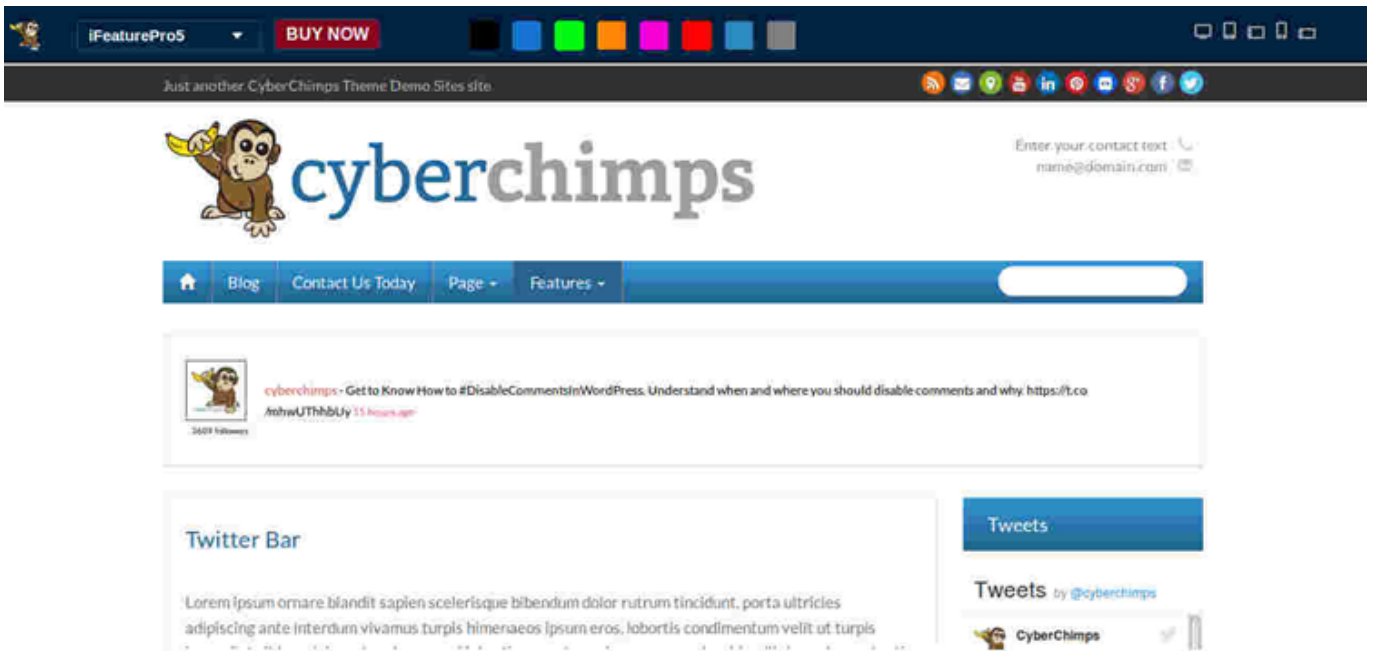 iFeaturePro5
BUY NOW
Just another CyberChimps Theme Demo Sites site
cyberchimps
Enter your contact text
name@domain.com
Blog
Contact Us Today
Page
Features
cyberchimps - Get to Know How to #DisableCommentsInWordPress. Understand when and where you should disable comments and why. https://t.co
/mhwUThhbUy 15 hours ago
followers
Twitter Bar
Lorem ipsum ornare blandit sapien scelerisque bibendum dolor rutrum tincidunt, porta ultricies
adipiscing ante interdum vivamus turpis himenaeos ipsum eros, lobortis condimentum velit ut turpis
Tweets
Tweets by @cyberchimps
CyberChimps